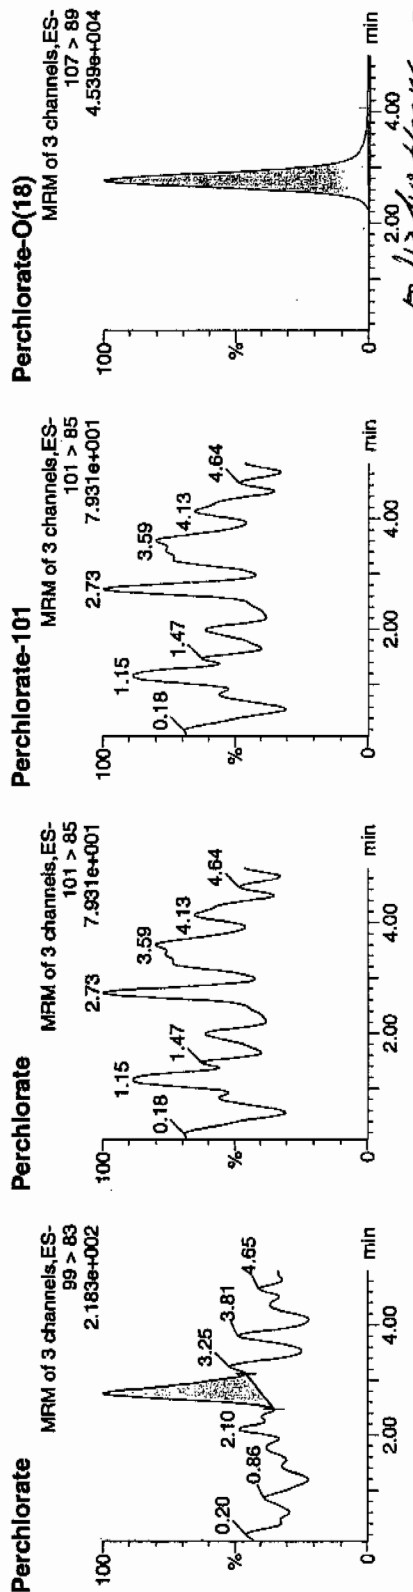 Perchlorate
MRM of 3 channels,ES-
99 > 83
2.183e+002
100
%
0
0.20
0.86
2.10
3.25
3.81
4.65
2.00
4.00
min
Perchlorate
MRM of 3 channels,ES-
101 > 85
7.931e+001
100
%
0
0.18
1.15
1.47
2.73
3.59
4.13
4.64
2.00
4.00
min
Perchlorate-101
MRM of 3 channels,ES-
101 > 85
7.931e+001
100
%
0
0.18
1.15
1.47
2.73
3.59
4.13
4.64
2.00
4.00
min
Perchlorate-O(18)
MRM of 3 channels,ES-
107 > 89
4.539e+004
100
%
0
2.00
4.00
min